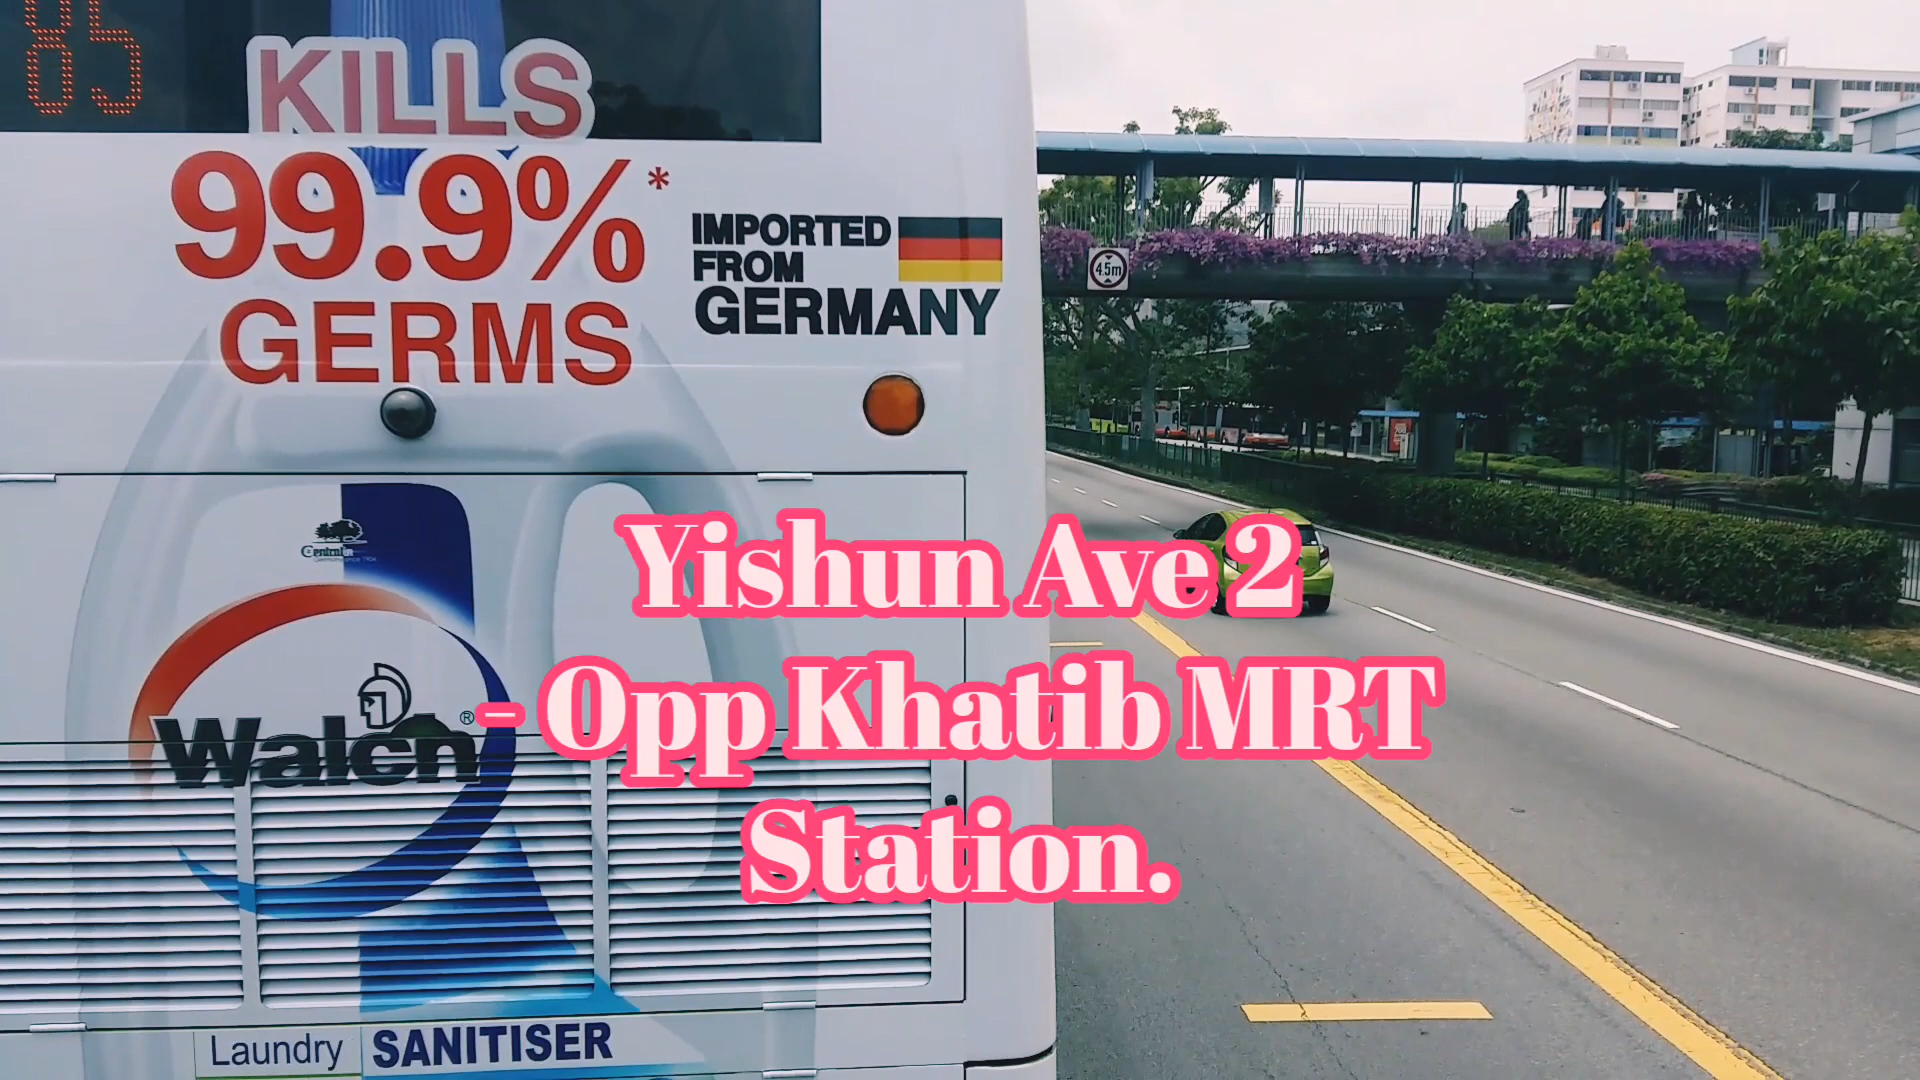 85
KILLS
99.9%*
GERMS
IMPORTED
FROM
GERMANY
4.5m
Central
Walch®
Laundry SANITISER
Yishun Ave 2
- Opp Khatib MRT
Station.